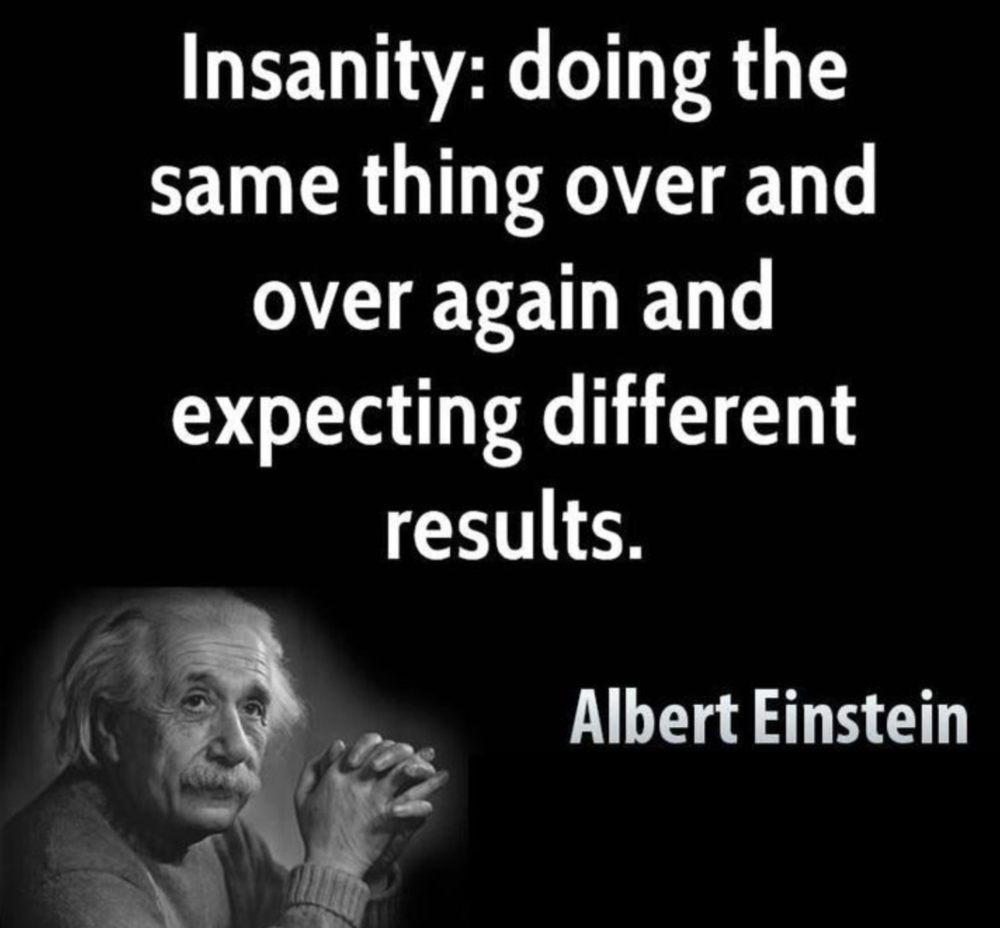 Insanity: doing the
same thing over and
over again and
expecting different
results.
Albert Einstein